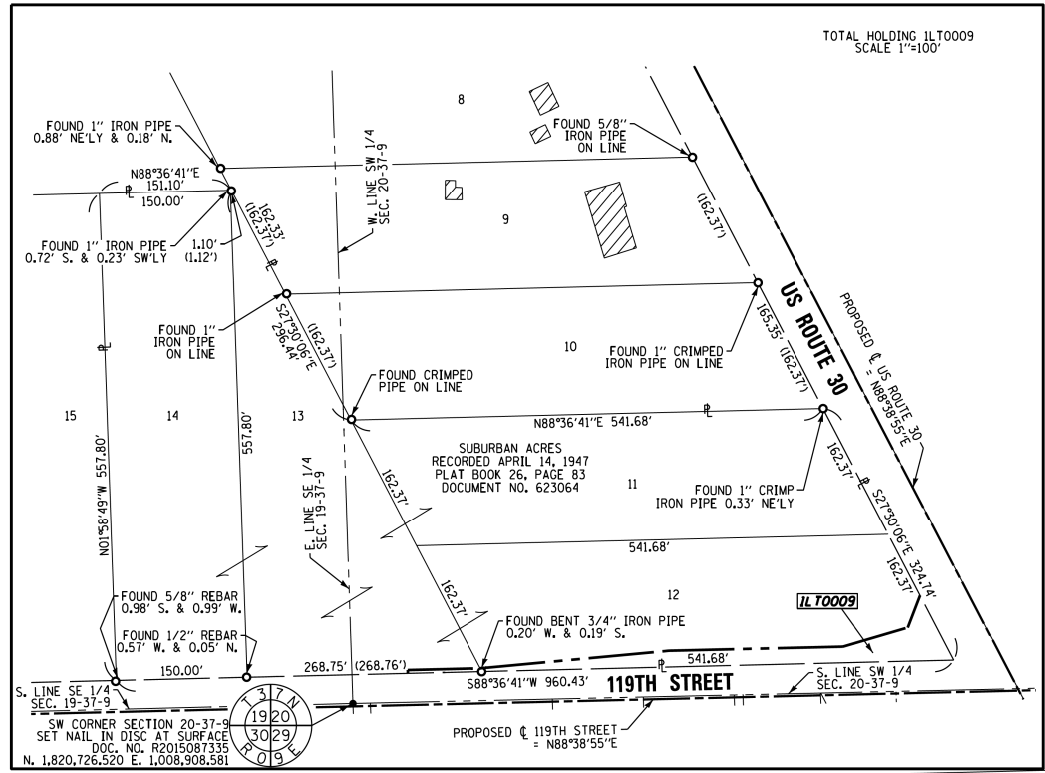 TOTAL HOLDING 1LT0009
SCALE 1"=100'
8
FOUND 1" IRON PIPE
0.88' NE'LY & 0.18' N.
FOUND 5/8"
IRON PIPE
ON LINE
W. LINE SW 1/4
SEC. 20-37-9
N88°36'41"E
151.10'
150.00'
℄
162.33'
(162.37')
℄
9
(162.37')
FOUND 1" IRON PIPE
0.72' S. & 0.23' SW'LY
1.10'
(1.12')
US ROUTE 30
PROPOSED ℄ US ROUTE 30
= N88°38'55"E
FOUND 1"
IRON PIPE
ON LINE
S27°30'06"E
296.44'
(162.37')
165.35' (162.37')
10
FOUND 1" CRIMPED
IRON PIPE ON LINE
FOUND CRIMPED
PIPE ON LINE
℄
15
14
13
N88°36'41"E 541.68'
℄
N01°58'49"W 557.80'
557.80'
SUBURBAN ACRES
RECORDED APRIL 14, 1947
PLAT BOOK 26, PAGE 83
DOCUMENT NO. 623064
11
FOUND 1" CRIMP
IRON PIPE 0.33' NE'LY
162.37'
℄
S27°30'06"E 324.74'
162.37'
E. LINE SE 1/4
SEC. 19-37-9
162.37'
541.68'
162.37'
12
1LT0009
FOUND 5/8" REBAR
0.98' S. & 0.99' W.
FOUND 1/2" REBAR
0.57' W. & 0.05' N.
FOUND BENT 3/4" IRON PIPE
0.20' W. & 0.19' S.
150.00'
268.75' (268.76')
541.68'
℄
S88°36'41"W 960.43'
119TH STREET
S. LINE SW 1/4
SEC. 20-37-9
S. LINE SE 1/4
SEC. 19-37-9
SW CORNER SECTION 20-37-9
SET NAIL IN DISC AT SURFACE
DOC. NO. R2015087335
N. 1,820,726.520 E. 1,008,908.581
T 37 N
19 20
30 29
R 09 E
PROPOSED ℄ 119TH STREET
= N88°38'55"E